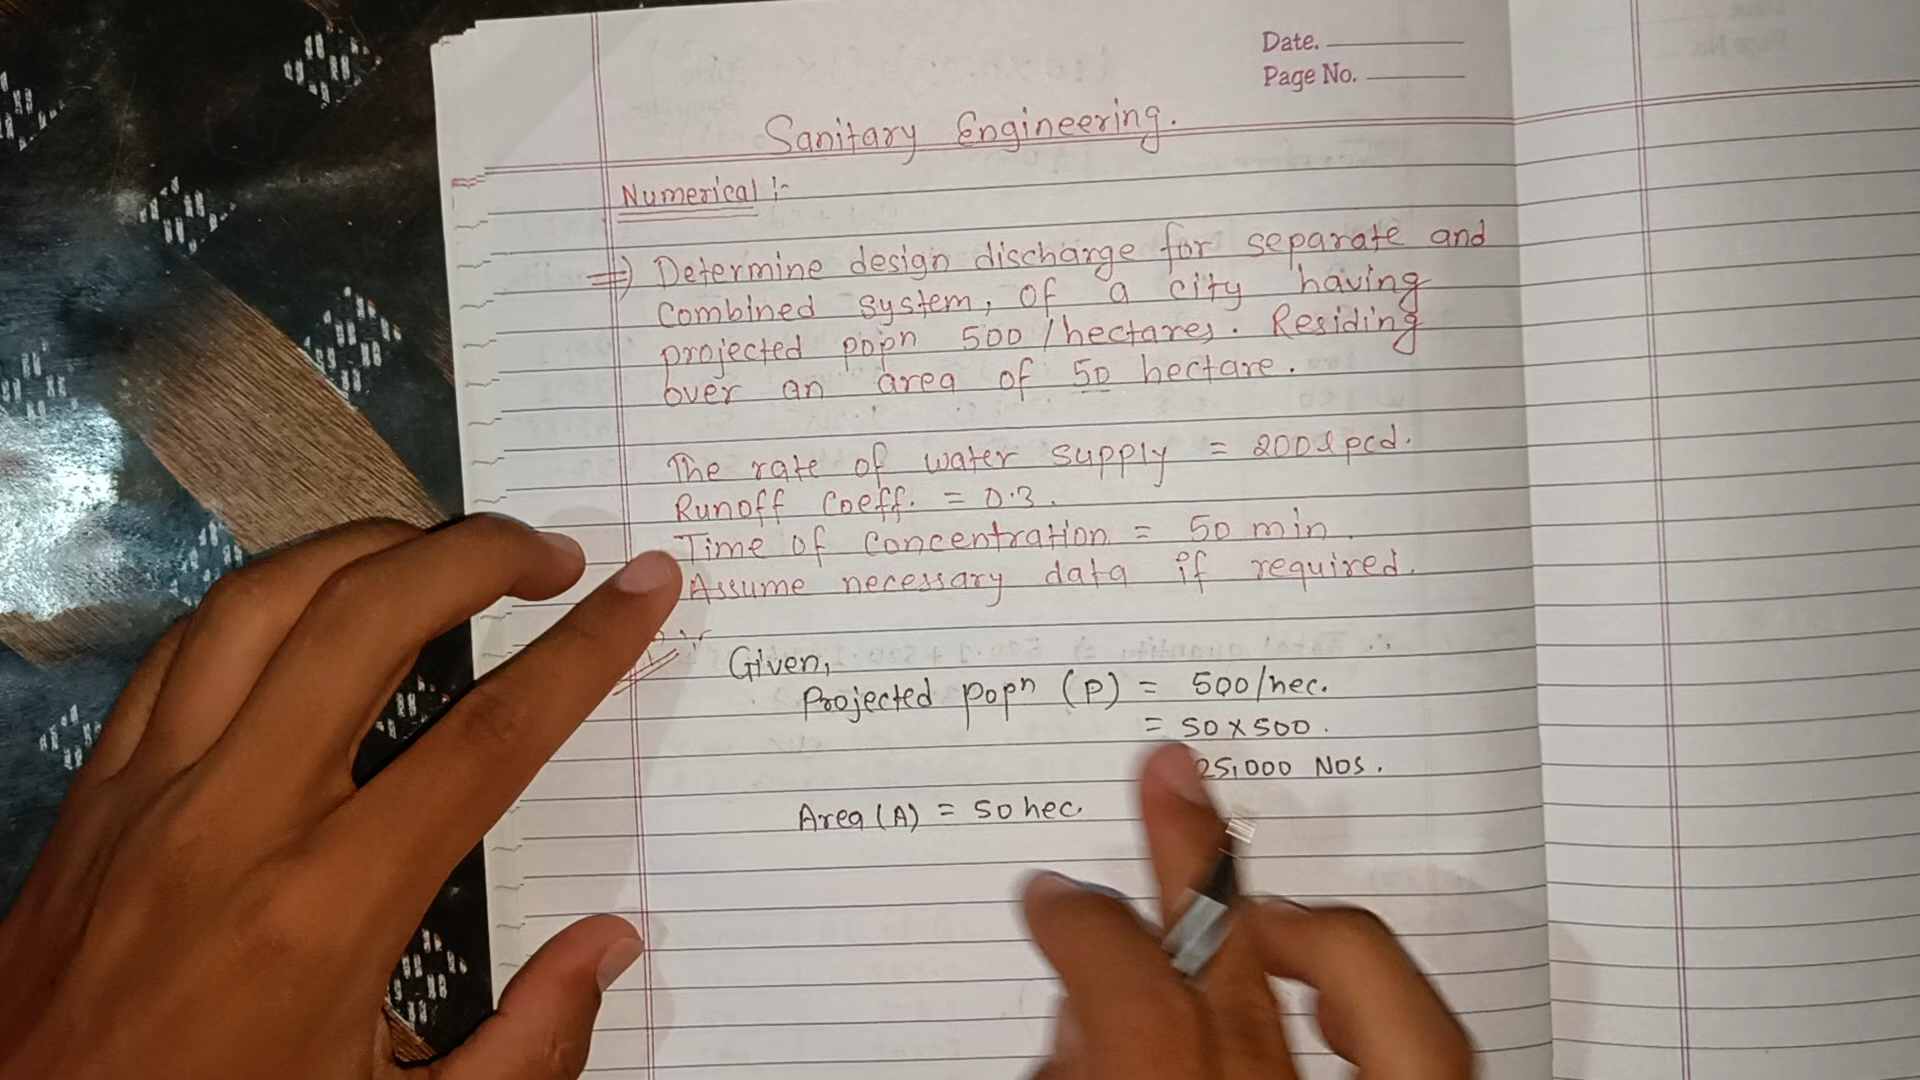 Date.
Page No.
Sanitary Engineering.
Numerical :-
⇒) Determine design discharge for separate and
combined system, of a city having
projected popn 500 /hectares. Residing
over an area of 50 hectare.
The rate of water supply = 200 lpcd.
Runoff Coeff. = 0.3.
Time of Concentration = 50 min.
Assume necessary data if required.
Given,
Projected popn (P) = 500/hec.
= 50 x 500.
25,000 Nos.
Area (A) = 50 hec.